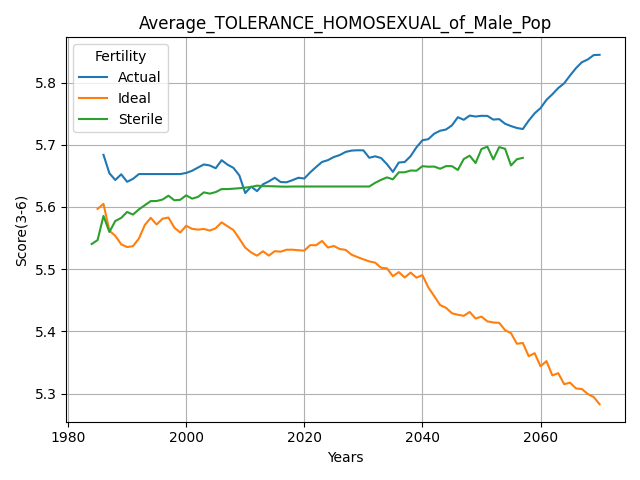 Average_TOLERANCE_HOMOSEXUAL_of_Male_Pop
Fertility
Actual
Ideal
Sterile
Score(3-6)
5.8
5.7
5.6
5.5
5.4
5.3
1980
2000
2020
2040
2060
Years